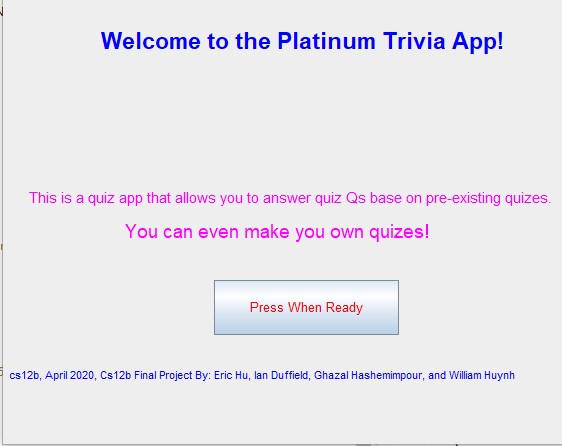 Welcome to the Platinum Trivia App!
This is a quiz app that allows you to answer quiz Qs base on pre-existing quizes.
You can even make you own quizes!
Press When Ready
cs12b, April 2020, Cs12b Final Project By: Eric Hu, Ian Duffield, Ghazal Hashemimpour, and William Huynh